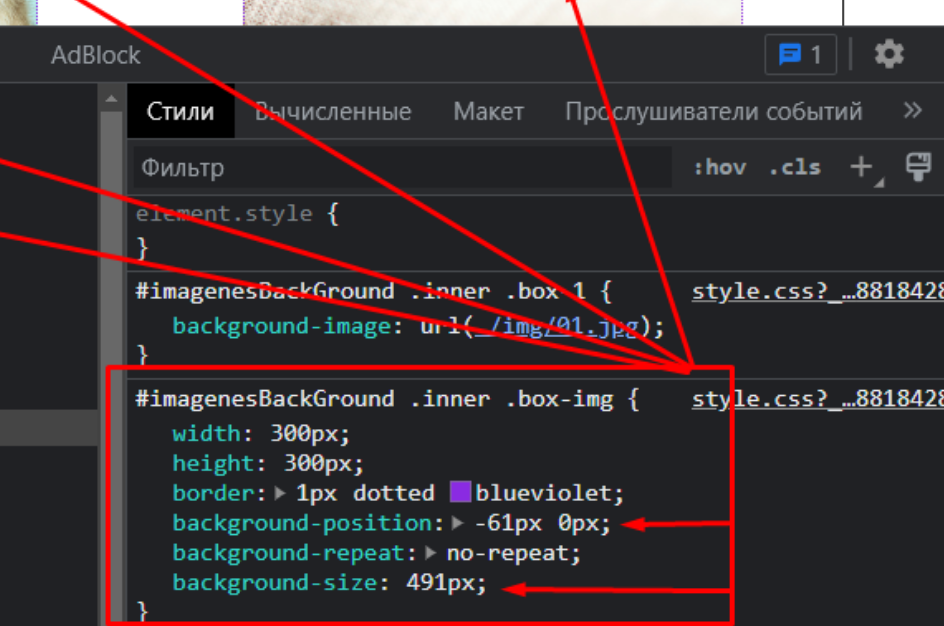 AdBlock 1
Стили Вычисленные Макет Прослушиватели событий »
Фильтр :hov .cls +
element.style {
}
#imagenesBackGround .inner .box-1 { style.css?_…8818428
background-image: url(./img/01.jpg);
}
#imagenesBackGround .inner .box-img { style.css?_…8818428
width: 300px;
height: 300px;
border: 1px dotted blueviolet;
background-position: -61px 0px;
background-repeat: no-repeat;
background-size: 491px;
}